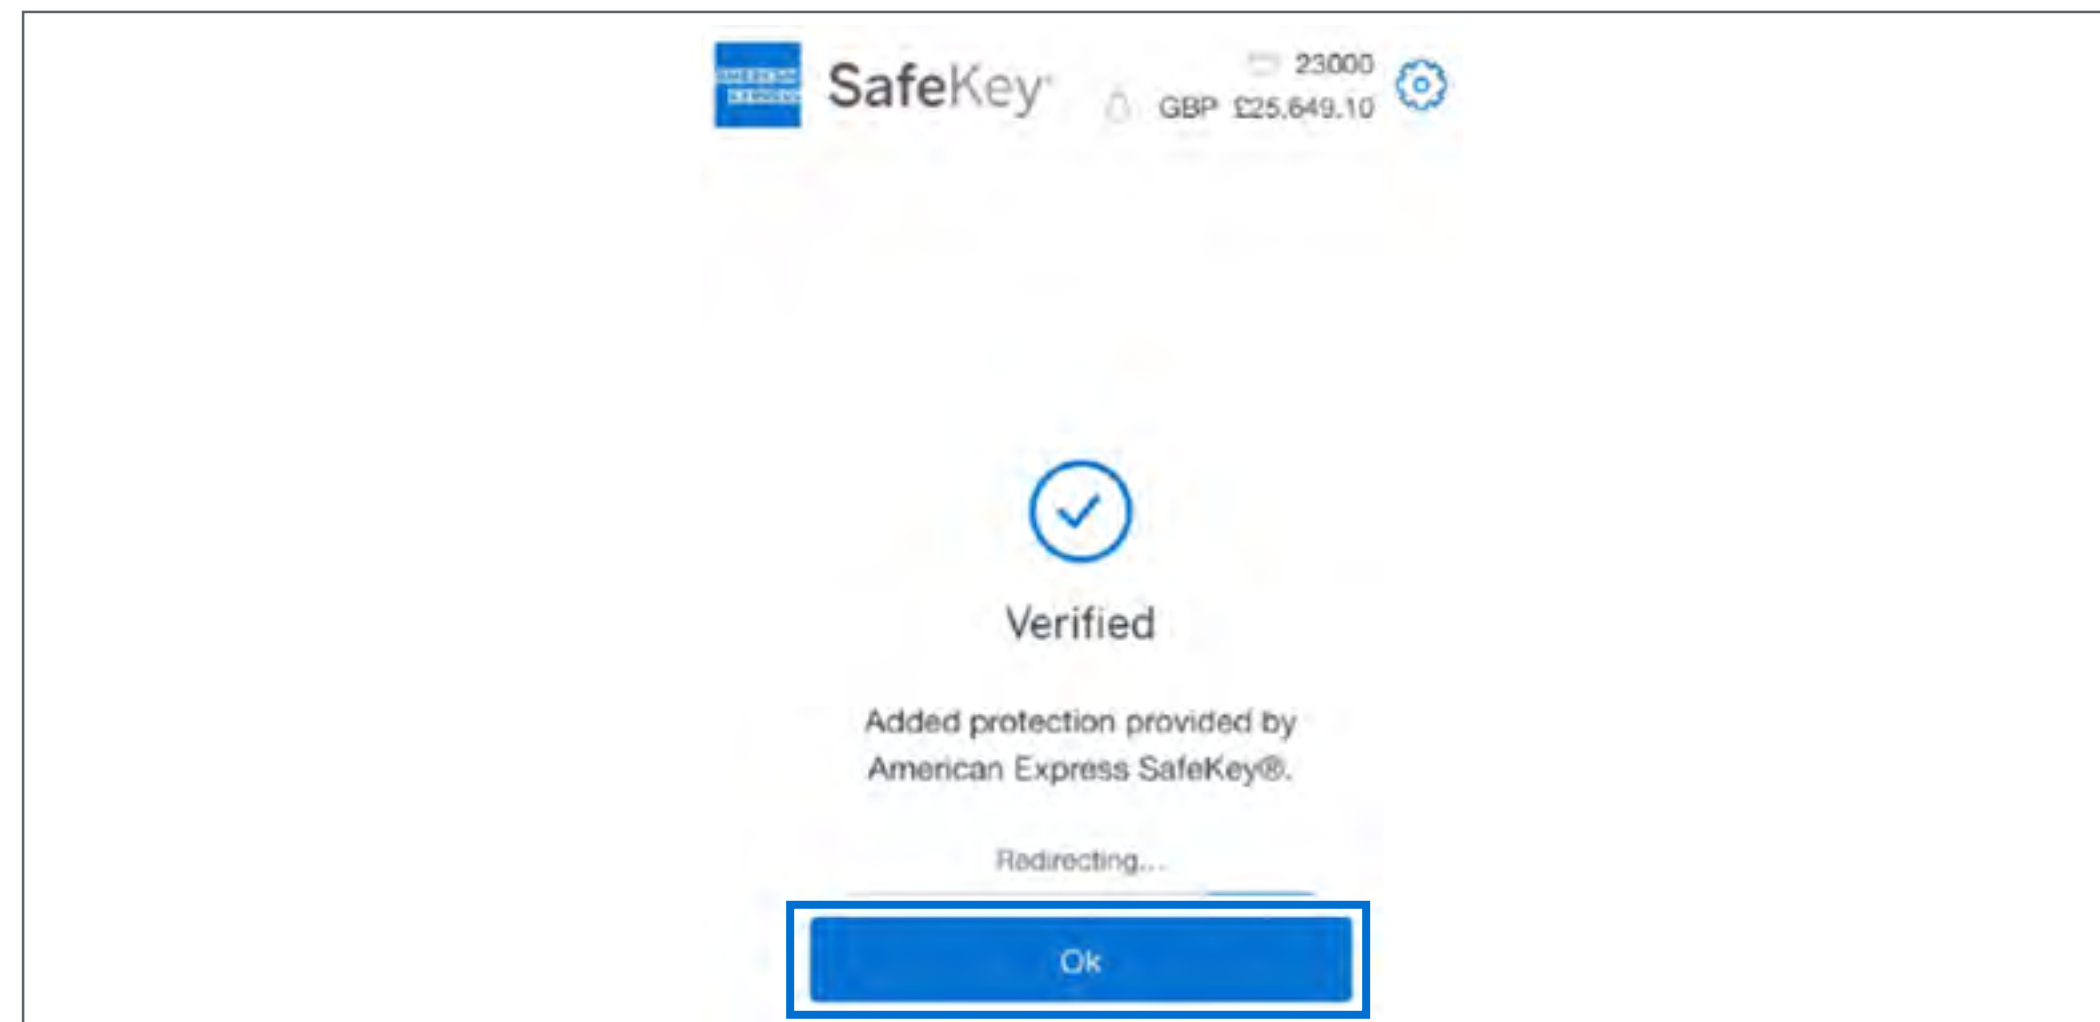 SafeKey
23000
GBP £25,649.10
Verified
Added protection provided by
American Express SafeKey®.
Redirecting...
Ok